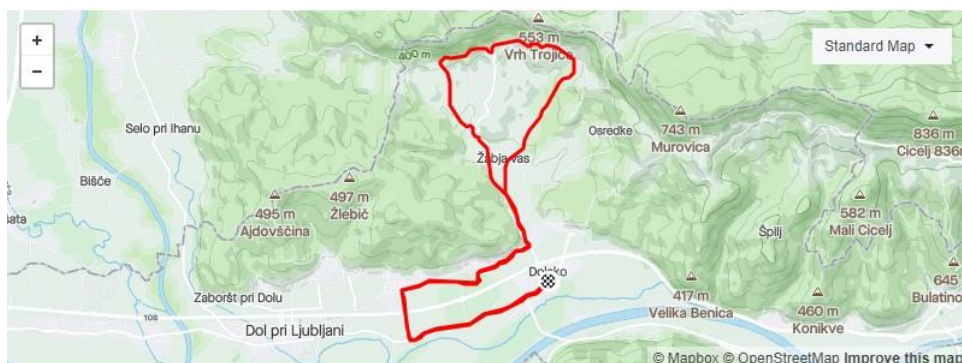 +
−
Standard Map
553 m
Vrh Trojice
400 m
Selo pri Ihanu
Osredke
743 m
Murovica
836 m
Cicelj 836m
Žabja vas
Bišče
497 m
Žlebič
495 m
Ajdovščina
582 m
Mali Cicelj
Špilj
Dolsko
645
Bulatino
417 m
Velika Benica
460 m
Konikve
Zaboršt pri Dolu
108
Dol pri Ljubljani
© Mapbox © OpenStreetMap Improve this map